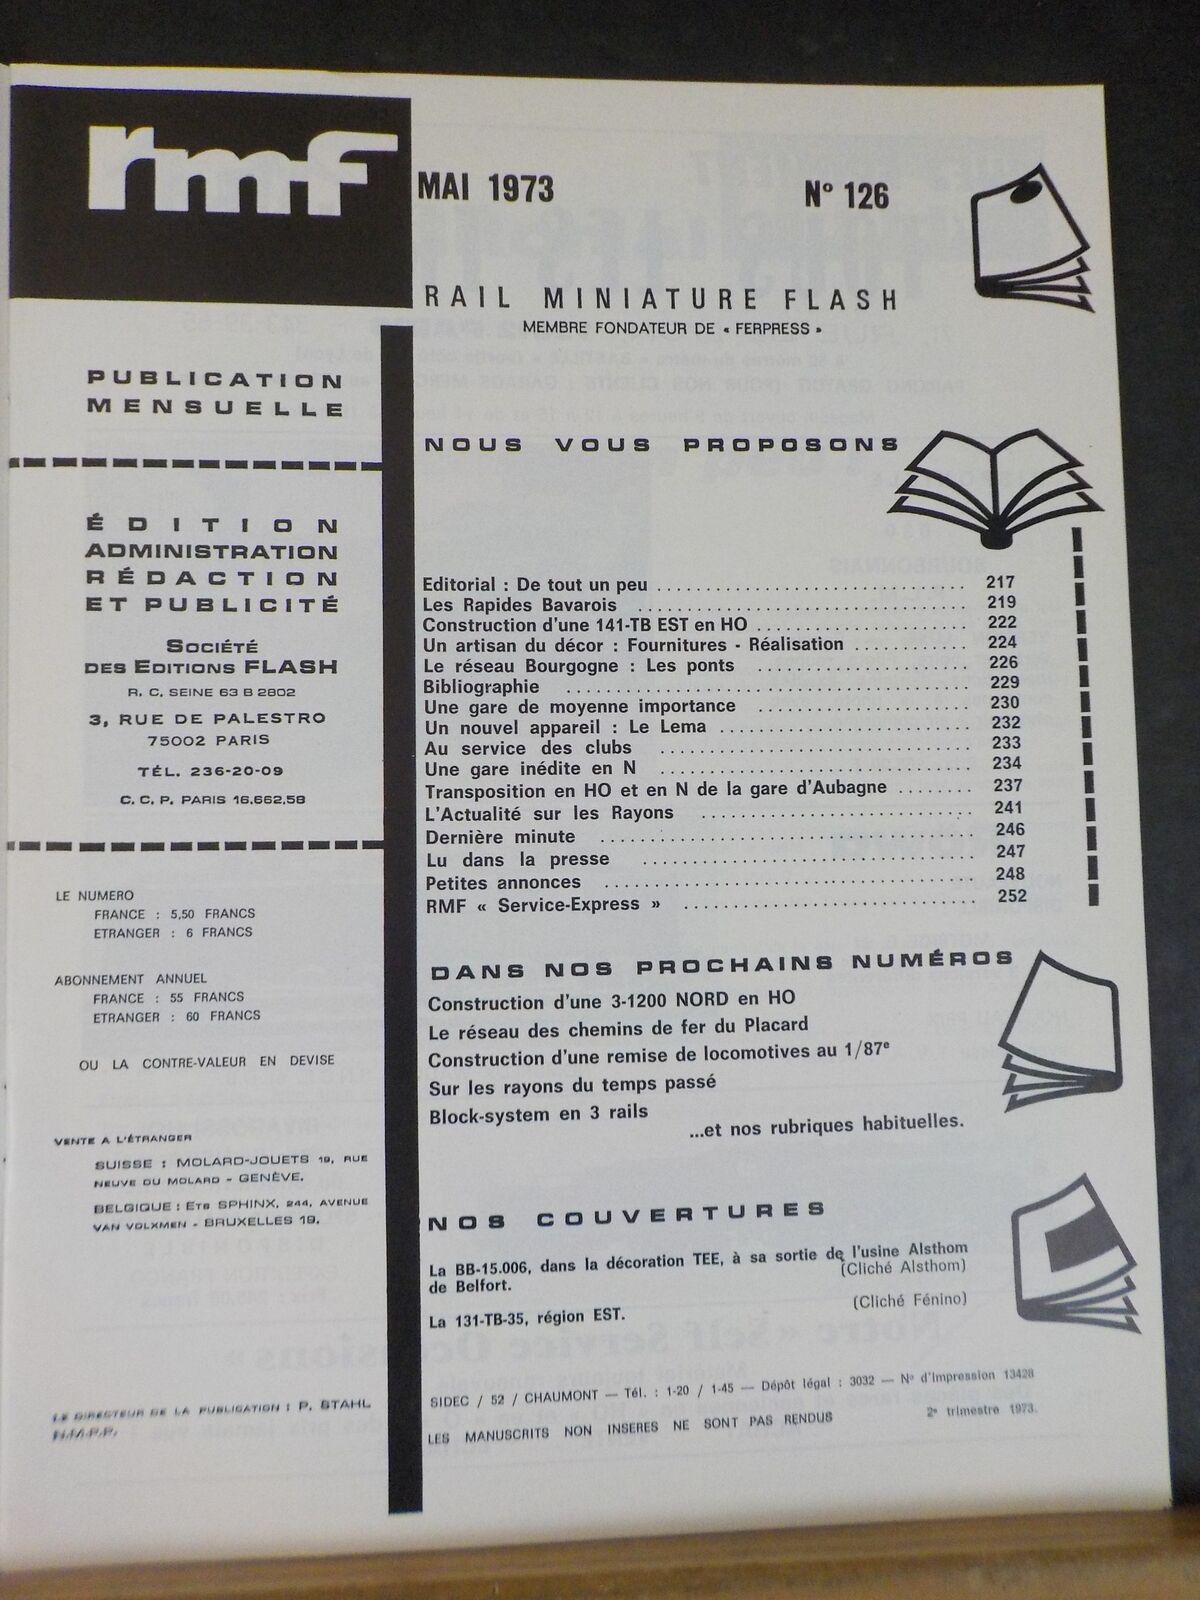 rmf
MAI 1973
N° 126
RAIL MINIATURE FLASH
MEMBRE FONDATEUR DE « FERPRESS »
PUBLICATION
MENSUELLE
ÉDITION
ADMINISTRATION
RÉDACTION
ET PUBLICITÉ
SOCIÉTÉ
DES EDITIONS FLASH
R. C. SEINE 63 B 2802
3, RUE DE PALESTRO
75002 PARIS
TÉL. 236-20-09
C. C. P. PARIS 16.662.58
LE NUMERO
FRANCE : 5,50 FRANCS
ETRANGER : 6 FRANCS
ABONNEMENT ANNUEL
FRANCE : 55 FRANCS
ETRANGER : 60 FRANCS
OU LA CONTRE-VALEUR EN DEVISE
VENTE A L'ÉTRANGER
SUISSE : MOLARD-JOUETS 19, RUE
NEUVE DU MOLARD - GENÈVE.
BELGIQUE : ETS SPHINX, 244, AVENUE
VAN VOLXMEN - BRUXELLES 19.
LE DIRECTEUR DE LA PUBLICATION : P. STAHL
N.M.P.P.
NOUS VOUS PROPOSONS
Editorial : De tout un peu 217
Les Rapides Bavarois 219
Construction d'une 141-TB EST en HO 222
Un artisan du décor : Fournitures - Réalisation 224
Le réseau Bourgogne : Les ponts 226
Bibliographie 229
Une gare de moyenne importance 230
Un nouvel appareil : Le Lema 232
Au service des clubs 233
Une gare inédite en N 234
Transposition en HO et en N de la gare d'Aubagne 237
L'Actualité sur les Rayons 241
Dernière minute 246
Lu dans la presse 247
Petites annonces 248
RMF « Service-Express » 252
DANS NOS PROCHAINS NUMÉROS
Construction d'une 3-1200 NORD en HO
Le réseau des chemins de fer du Placard
Construction d'une remise de locomotives au 1/87e
Sur les rayons du temps passé
Block-system en 3 rails
...et nos rubriques habituelles.
NOS COUVERTURES
La BB-15.006, dans la décoration TEE, à sa sortie de l'usine Alsthom
de Belfort.
(Cliché Alsthom)
La 131-TB-35, région EST.
(Cliché Fénino)
SIDEC / 52 / CHAUMONT — Tél. : 1-20 / 1-45 — Dépôt légal : 3032 — N° d'Impression 13428
LES MANUSCRITS NON INSERES NE SONT PAS RENDUS
2e trimestre 1973.